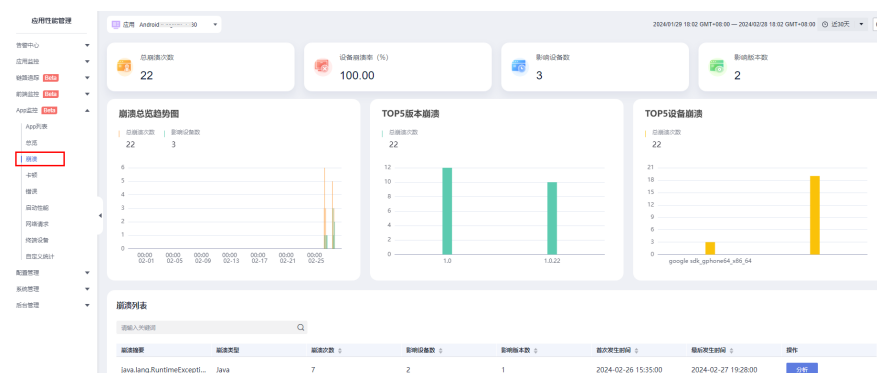 应用性能管理
应用 Android
2024/01/29 18:02 GMT+08:00 — 2024/02/28 18:02 GMT+08:00 近30天
告警中心
应用监控
链路追踪 Beta
前端监控 Beta
App监控 Beta
App列表
总览
崩溃
卡顿
错误
启动性能
网络请求
终端设备
自定义统计
配置管理
系统管理
后台管理
总崩溃次数
22
设备崩溃率（%）
100.00
影响设备数
3
影响版本数
2
崩溃总览趋势图
总崩溃次数 影响设备数
22 3
6
5
4
3
2
1
0
00:00 00:00 00:00 00:00 00:00 00:00 00:00
02-01 02-05 02-09 02-13 02-17 02-21 02-25
TOP5版本崩溃
总崩溃次数
22
12
10
8
6
4
2
0
1.0 1.0.22
TOP5设备崩溃
总崩溃次数
22
21
18
15
12
9
6
3
0
google sdk_gphone64_x86_64
崩溃列表
请输入关键词
崩溃摘要 崩溃类型 崩溃次数 影响设备数 影响版本数 首次发生时间 最后发生时间 操作
java.lang.RuntimeExcepti... Java 7 2 1 2024-02-26 15:35:00 2024-02-27 19:28:00 分析